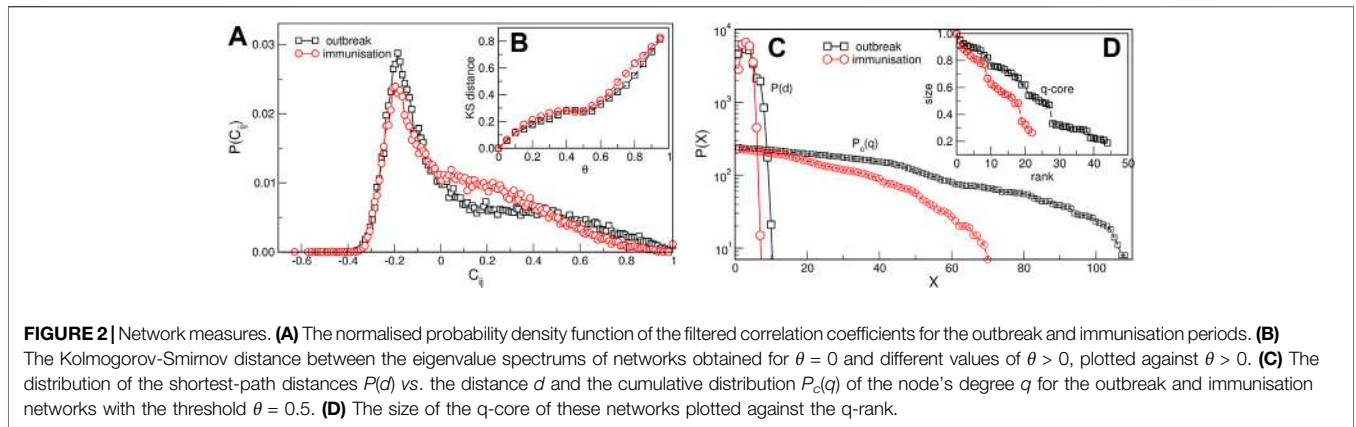 A
outbreak
immunisation
0.03
0.02
0.01
0.00
P(C_ij)
-0.6 -0.4 -0.2 0 0.2 0.4 0.6 0.8 1
C_ij
B
0.8
0.6
0.4
0.2
0.0
KS distance
0 0.2 0.4 0.6 0.8 1
θ
C
outbreak
immunisation
10^4
10^3
10^2
10^1
P(X)
P(d)
P_c(q)
0 20 40 60 80 100
X
D
1.0
0.8
0.6
0.4
0.2
size
q-core
0 10 20 30 40 50
rank
FIGURE 2 | Network measures. (A) The normalised probability density function of the filtered correlation coefficients for the outbreak and immunisation periods. (B)
The Kolmogorov-Smirnov distance between the eigenvalue spectrums of networks obtained for θ = 0 and different values of θ > 0, plotted against θ > 0. (C) The
distribution of the shortest-path distances P(d) vs. the distance d and the cumulative distribution P_c(q) of the node's degree q for the outbreak and immunisation
networks with the threshold θ = 0.5. (D) The size of the q-core of these networks plotted against the q-rank.